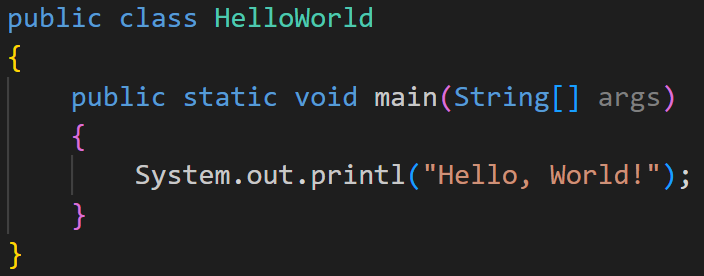 public class HelloWorld
{
    public static void main(String[] args)
    {
        System.out.printl("Hello, World!");
    }
}